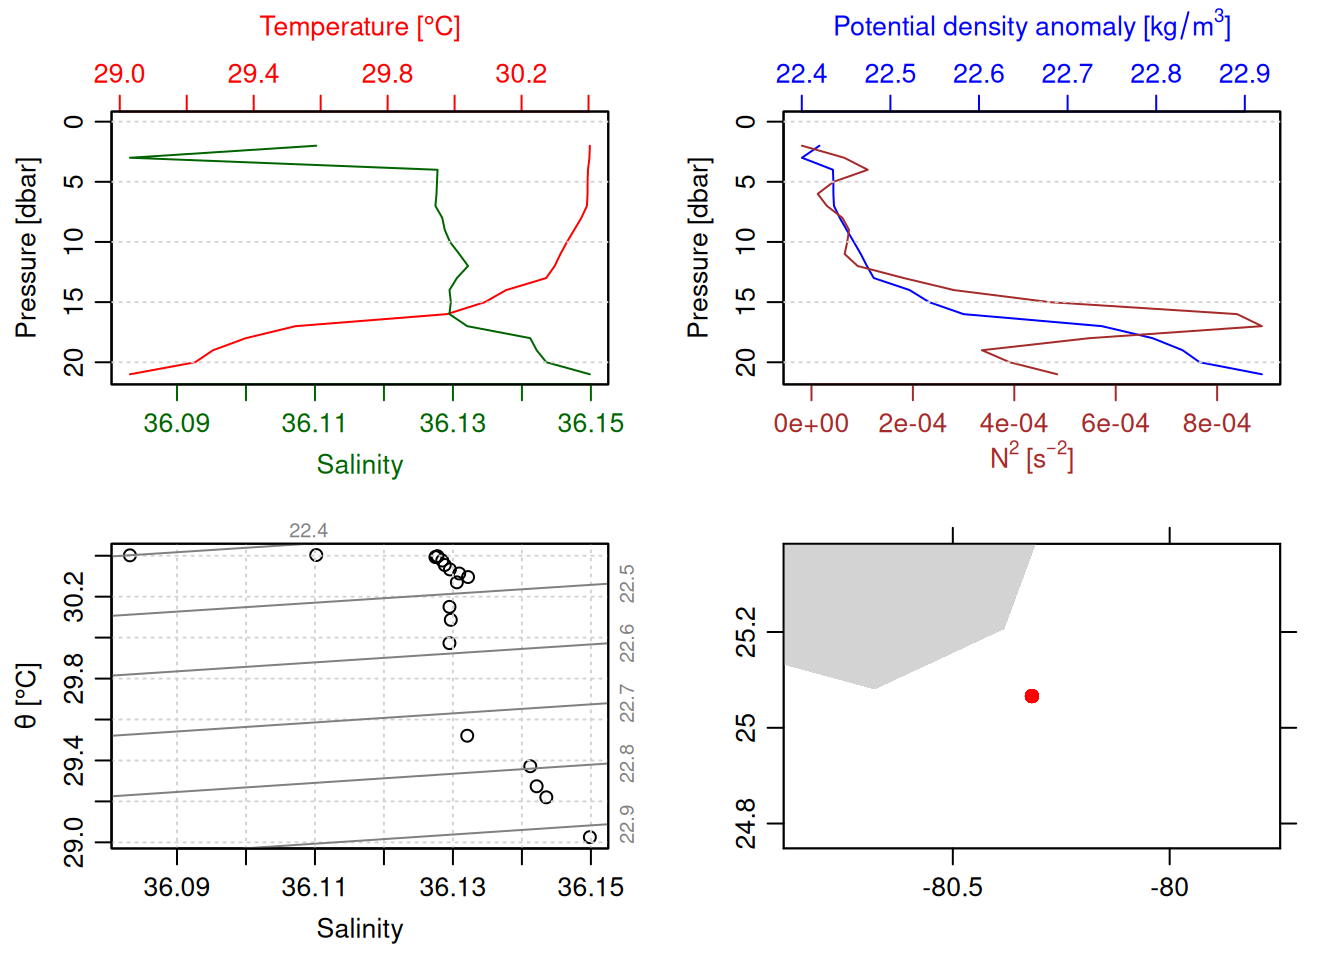 Temperature [°C]
29.0 29.4 29.8 30.2
Pressure [dbar]
0 5 10 15 20
36.09 36.11 36.13 36.15
Salinity
Potential density anomaly [kg/m³]
22.4 22.5 22.6 22.7 22.8 22.9
Pressure [dbar]
0 5 10 15 20
0e+00 2e-04 4e-04 6e-04 8e-04
N² [s⁻²]
22.4
θ [°C]
29.0 29.4 29.8 30.2
22.5
22.6
22.7
22.8
22.9
36.09 36.11 36.13 36.15
Salinity
24.8 25 25.2
-80.5 -80